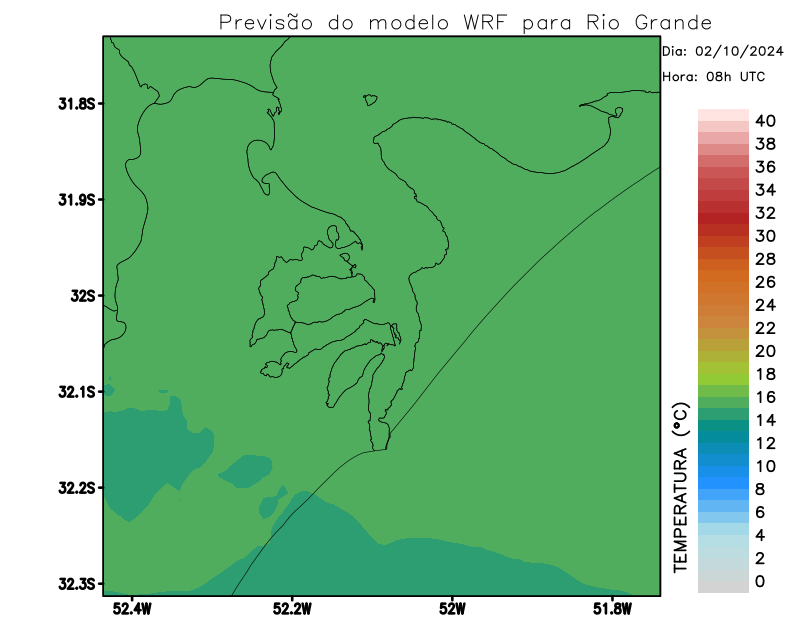 Previsão do modelo WRF para Rio Grande
Dia: 02/10/2024
Hora: 08h UTC
31.8S
31.9S
32S
32.1S
32.2S
32.3S
52.4W
52.2W
52W
51.8W
TEMPERATURA (°C)
40
38
36
34
32
30
28
26
24
22
20
18
16
14
12
10
8
6
4
2
0